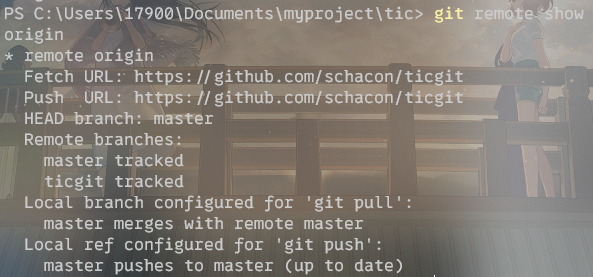 PS C:\Users\17900\Documents\myproject\tic> git remote show
origin
* remote origin
  Fetch URL: https://github.com/schacon/ticgit
  Push  URL: https://github.com/schacon/ticgit
  HEAD branch: master
  Remote branches:
    master tracked
    ticgit tracked
  Local branch configured for 'git pull':
    master merges with remote master
  Local ref configured for 'git push':
    master pushes to master (up to date)